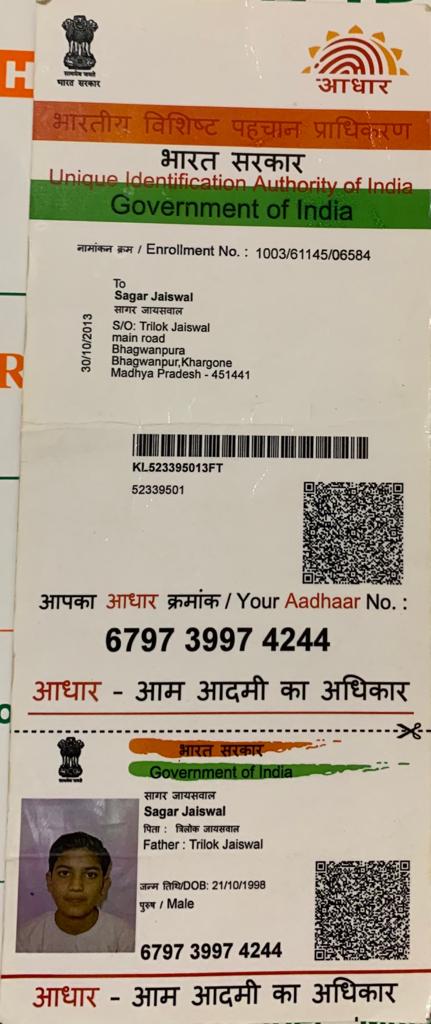 H
R
सत्यमेव जयते
भारत सरकार
आधार
भारतीय विशिष्ट पहचान प्राधिकरण
भारत सरकार
Unique Identification Authority of India
Government of India
नामांकन क्रम / Enrollment No. : 1003/61145/06584
30/10/2013
To
Sagar Jaiswal
सागर जायसवाल
S/O: Trilok Jaiswal
main road
Bhagwanpura
Bhagwanpur,Khargone
Madhya Pradesh - 451441
KL523395013FT
52339501
आपका आधार क्रमांक / Your Aadhaar No. :
6797 3997 4244
आधार - आम आदमी का अधिकार
भारत सरकार
Government of India
सागर जायसवाल
Sagar Jaiswal
पिता : त्रिलोक जायसवाल
Father : Trilok Jaiswal
जन्म तिथि/DOB: 21/10/1998
पुरुष / Male
6797 3997 4244
आधार - आम आदमी का अधिकार